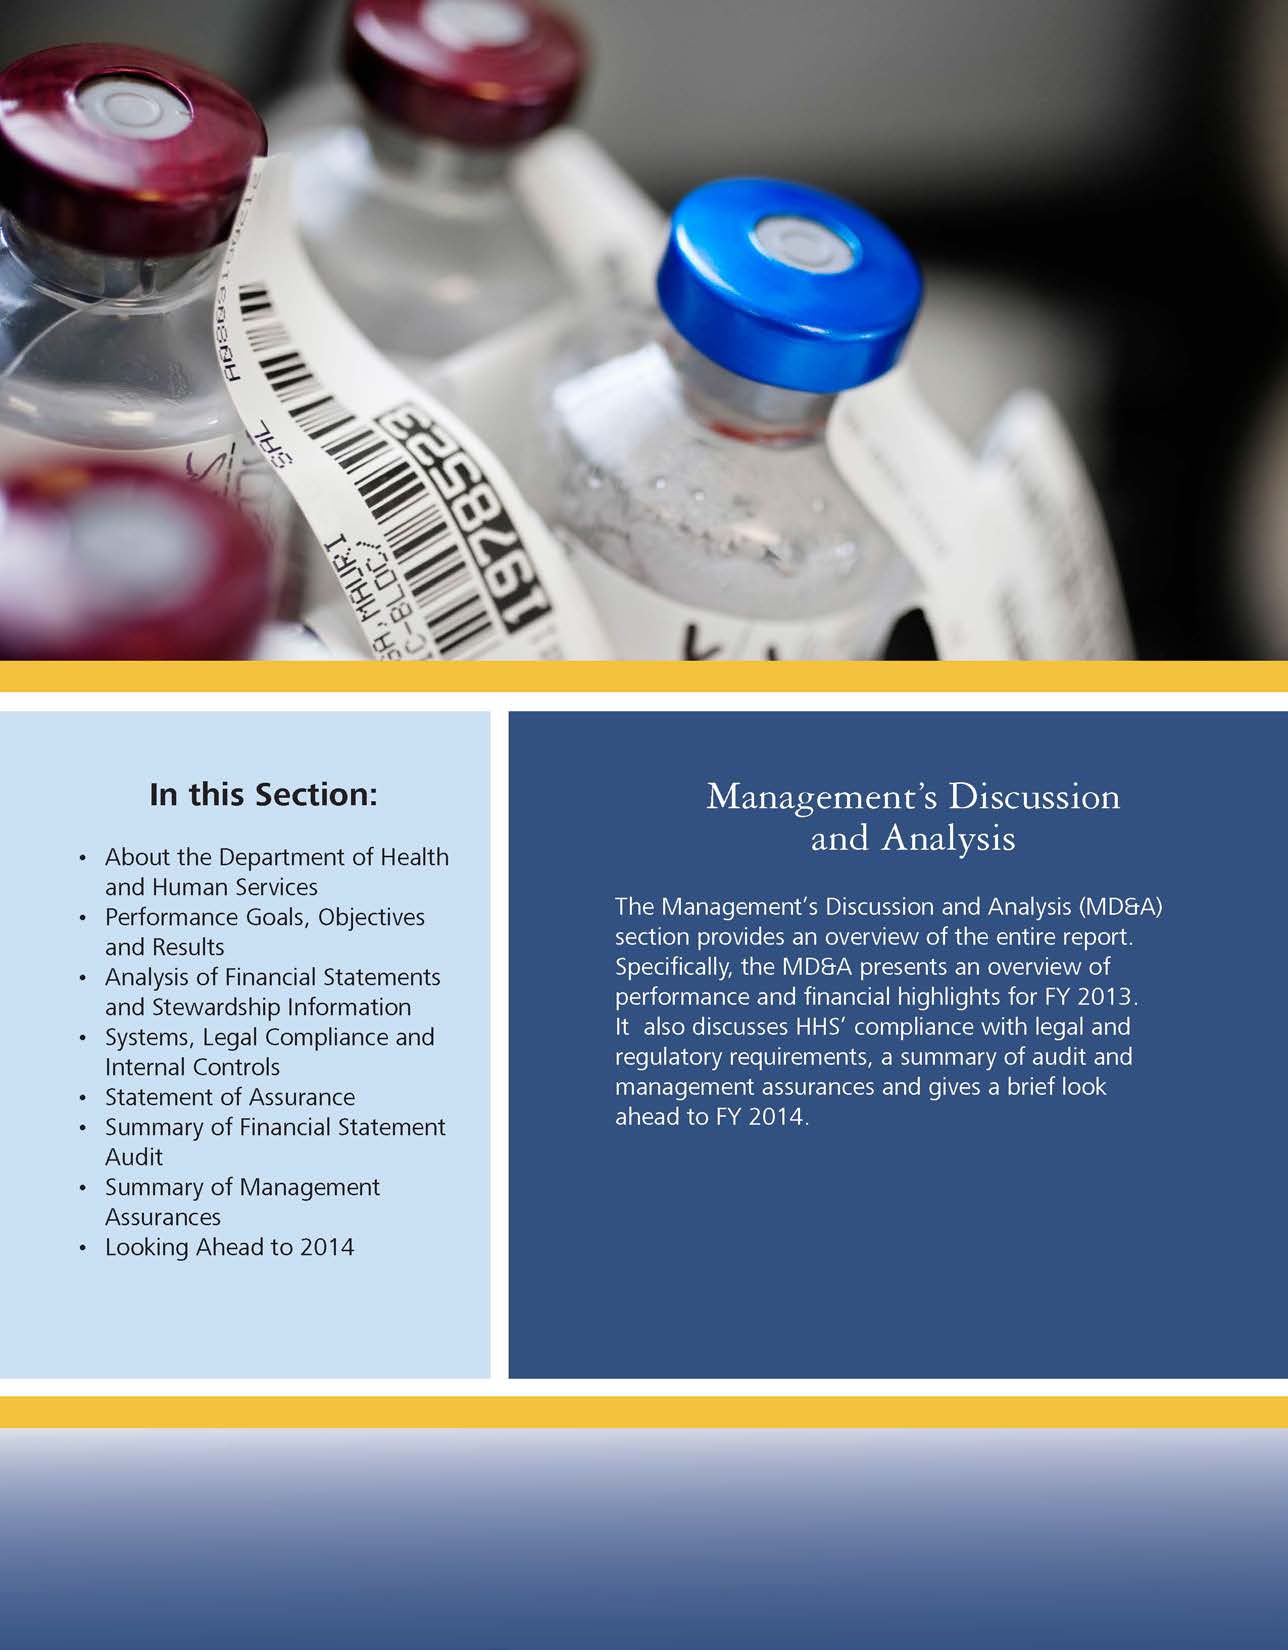 A0809100512
SAL
1978523
In this Section:
• About the Department of Health
and Human Services
• Performance Goals, Objectives
and Results
• Analysis of Financial Statements
and Stewardship Information
• Systems, Legal Compliance and
Internal Controls
• Statement of Assurance
• Summary of Financial Statement
Audit
• Summary of Management
Assurances
• Looking Ahead to 2014
Management’s Discussion
and Analysis
The Management’s Discussion and Analysis (MD&A)
section provides an overview of the entire report.
Specifically, the MD&A presents an overview of
performance and financial highlights for FY 2013.
It  also discusses HHS’ compliance with legal and
regulatory requirements, a summary of audit and
management assurances and gives a brief look
ahead to FY 2014.